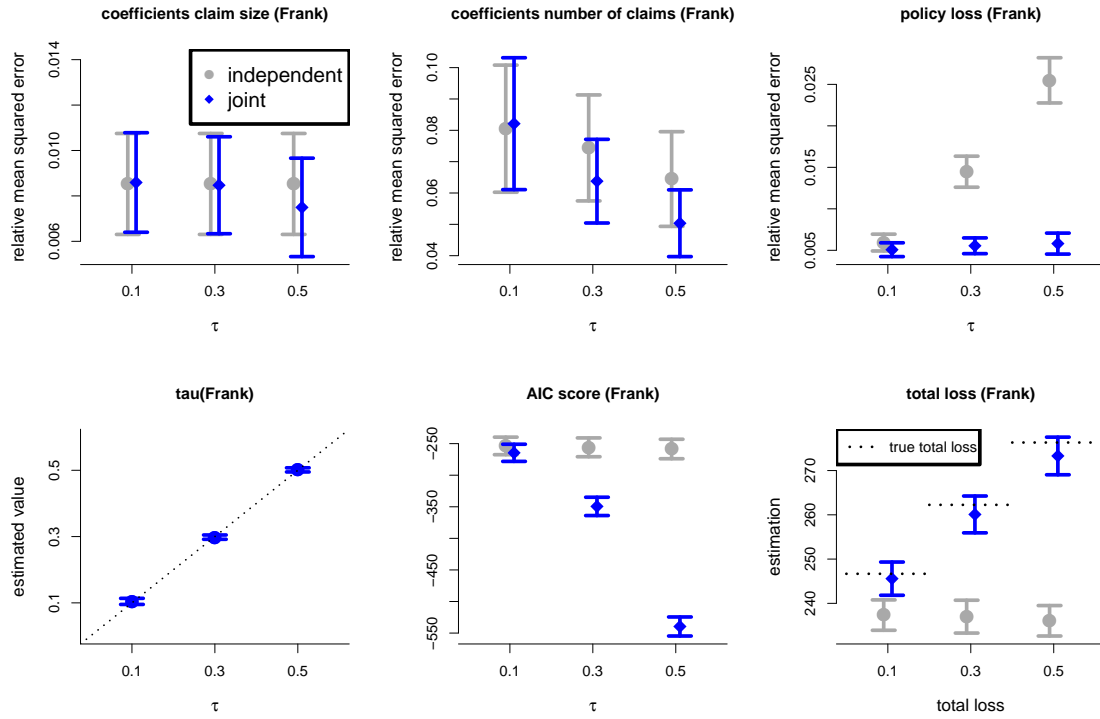 coefficients claim size (Frank)
relative mean squared error
0.014
0.010
0.006
independent
joint
0.1 0.3 0.5
τ
coefficients number of claims (Frank)
relative mean squared error
0.10
0.08
0.06
0.04
0.1 0.3 0.5
τ
policy loss (Frank)
relative mean squared error
0.025
0.015
0.005
0.1 0.3 0.5
τ
tau(Frank)
estimated value
0.5
0.3
0.1
0.1 0.3 0.5
τ
AIC score (Frank)
−250
−350
−450
−550
0.1 0.3 0.5
τ
total loss (Frank)
estimation
true total loss
270
260
250
240
0.1 0.3 0.5
total loss